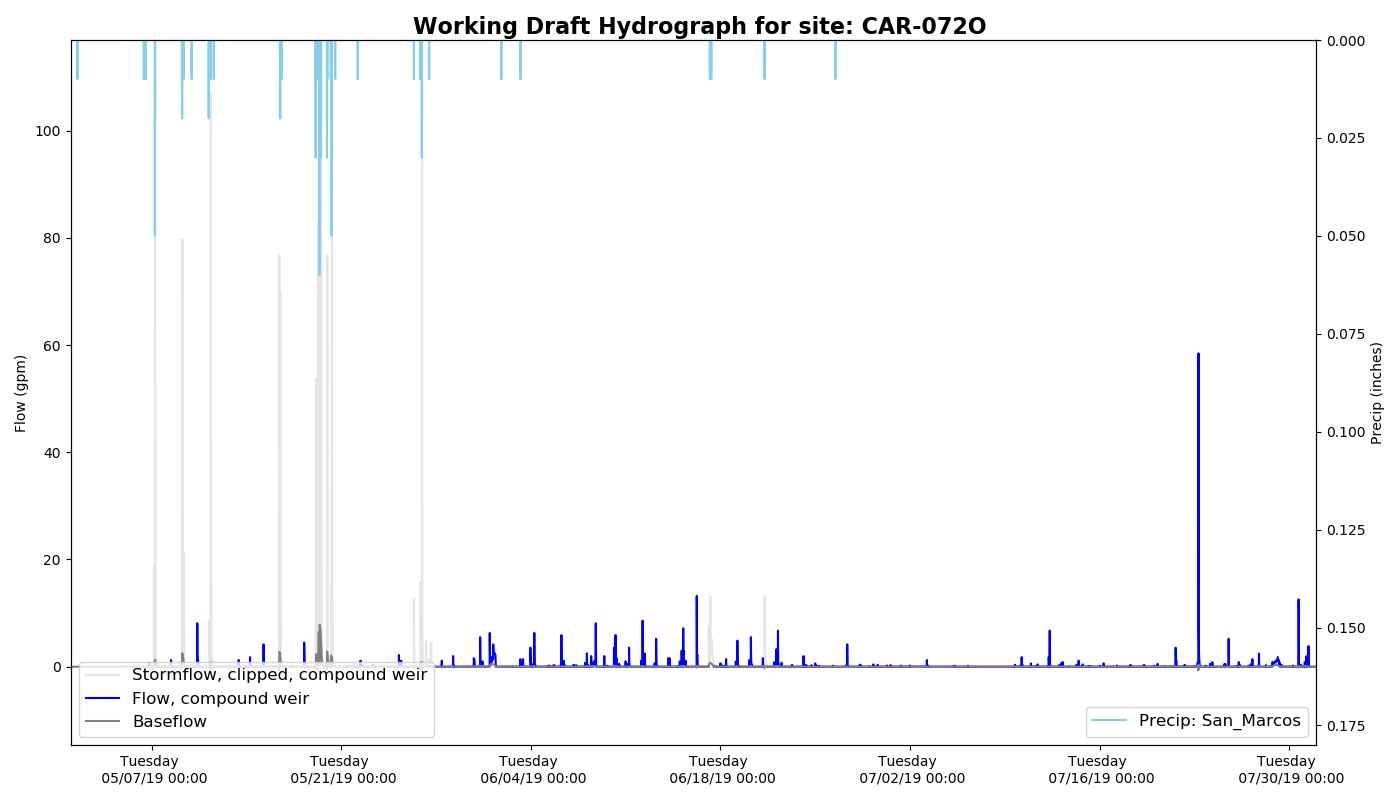 Working Draft Hydrograph for site: CAR-072O
Flow (gpm)
100
80
60
40
20
0
0.000
0.025
0.050
0.075
0.100
0.125
0.150
0.175
Precip (inches)
Stormflow, clipped, compound weir
Flow, compound weir
Baseflow
Precip: San_Marcos
Tuesday
05/07/19 00:00
Tuesday
05/21/19 00:00
Tuesday
06/04/19 00:00
Tuesday
06/18/19 00:00
Tuesday
07/02/19 00:00
Tuesday
07/16/19 00:00
Tuesday
07/30/19 00:00